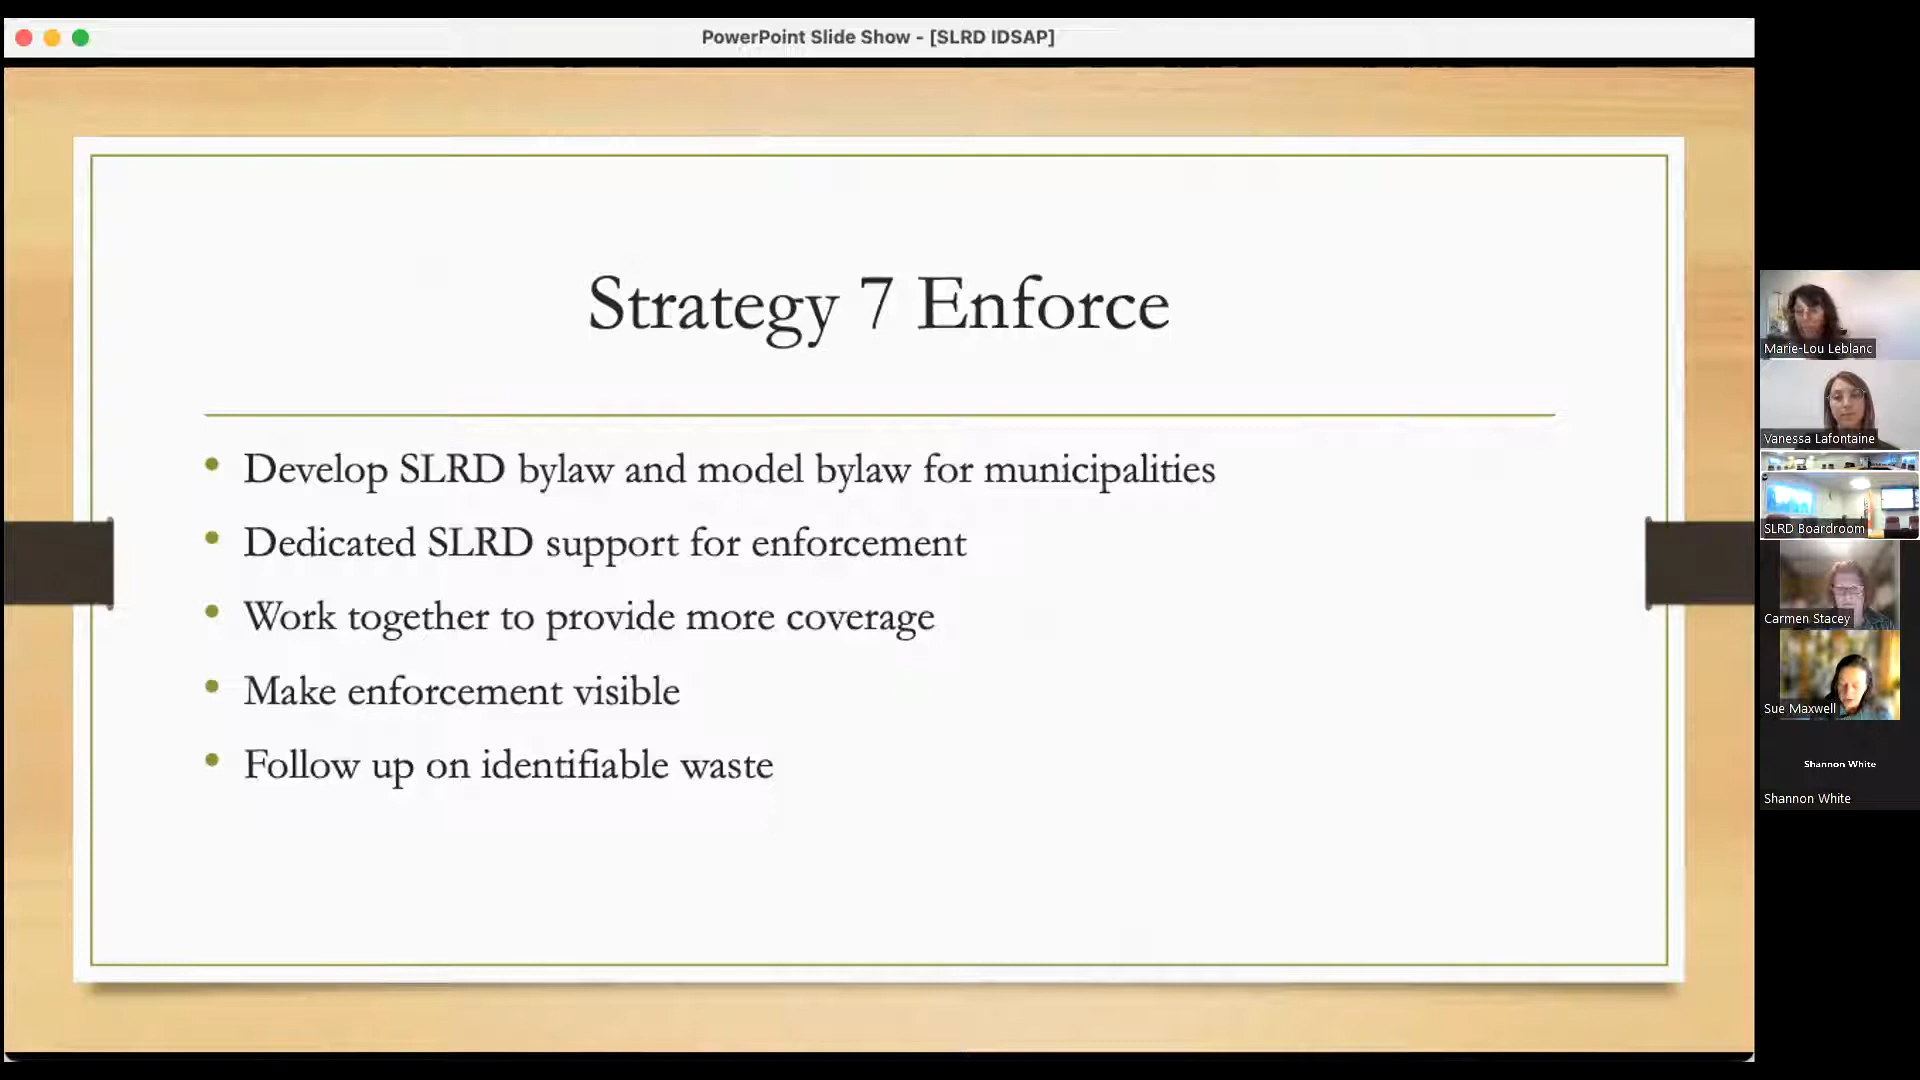 PowerPoint Slide Show - [SLRD IDSAP]
Strategy 7 Enforce
Develop SLRD bylaw and model bylaw for municipalities
Dedicated SLRD support for enforcement
Work together to provide more coverage
Make enforcement visible
Follow up on identifiable waste
Marie-Lou Leblanc
Vanessa Lafontaine
SLRD Boardroom
Carmen Stacey
Sue Maxwell
Shannon White
Shannon White